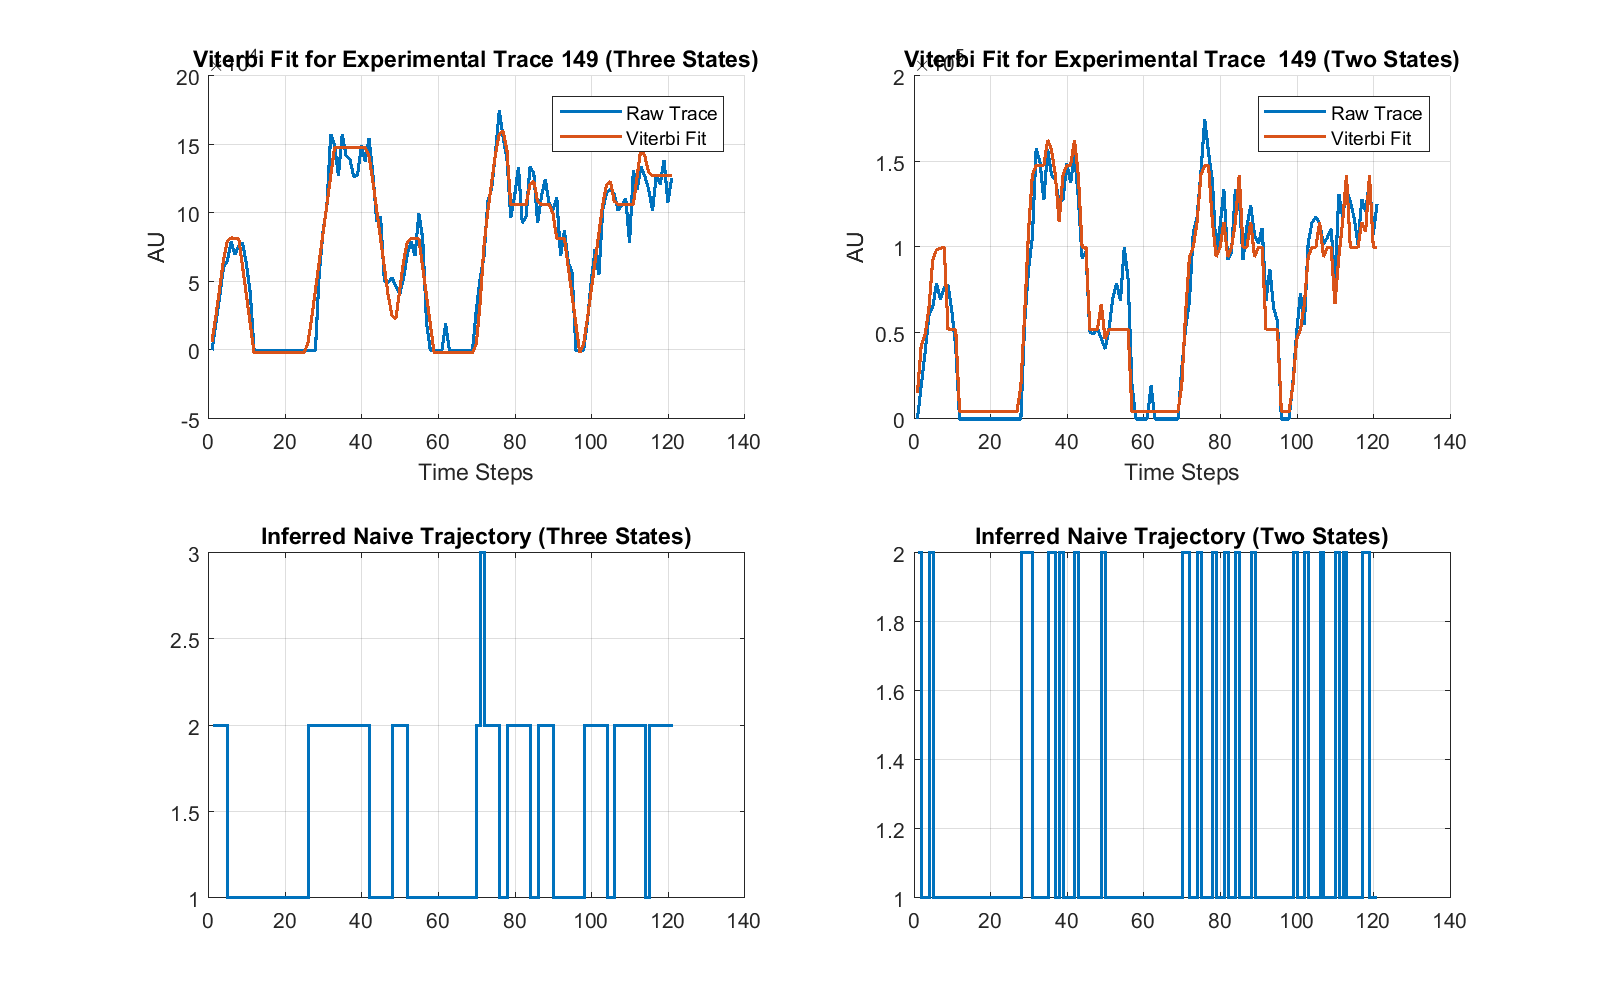 Viterbi Fit for Experimental Trace 149 (Three States)
×10⁴
20
15
10
5
0
-5
AU
0 20 40 60 80 100 120 140
Time Steps
Raw Trace
Viterbi Fit
Viterbi Fit for Experimental Trace  149 (Two States)
×10⁵
2
1.5
1
0.5
0
AU
0 20 40 60 80 100 120 140
Time Steps
Raw Trace
Viterbi Fit
Inferred Naive Trajectory (Three States)
3
2.5
2
1.5
1
0 20 40 60 80 100 120 140
Inferred Naive Trajectory (Two States)
2
1.8
1.6
1.4
1.2
1
0 20 40 60 80 100 120 140